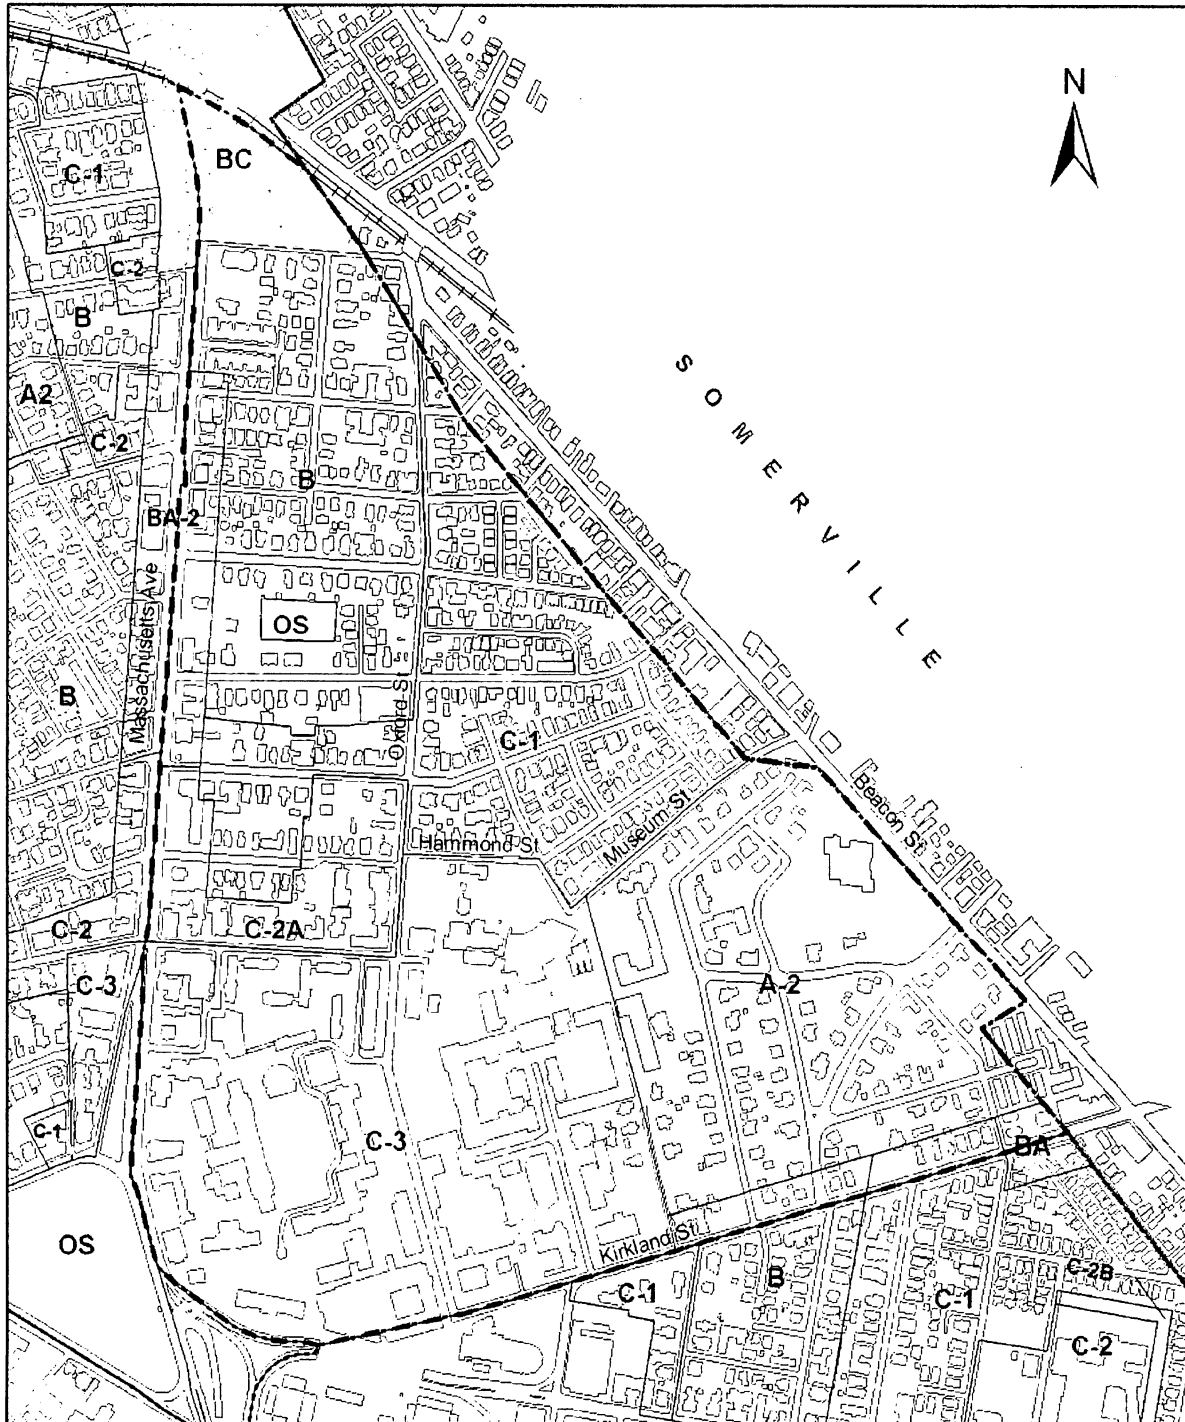 N
BC
C-1
C-2
B
A2
C-2
SOMERVILLE
B
BA-2
Massachusetts Ave
OS
B
Oxford St
C-1
Beacon St
Museum St
Hammond St
C-2
C-2A
C-3
A-2
C-1
C-3
BA
OS
Kirkland St
C-1
B
C-1
C-2B
C-2